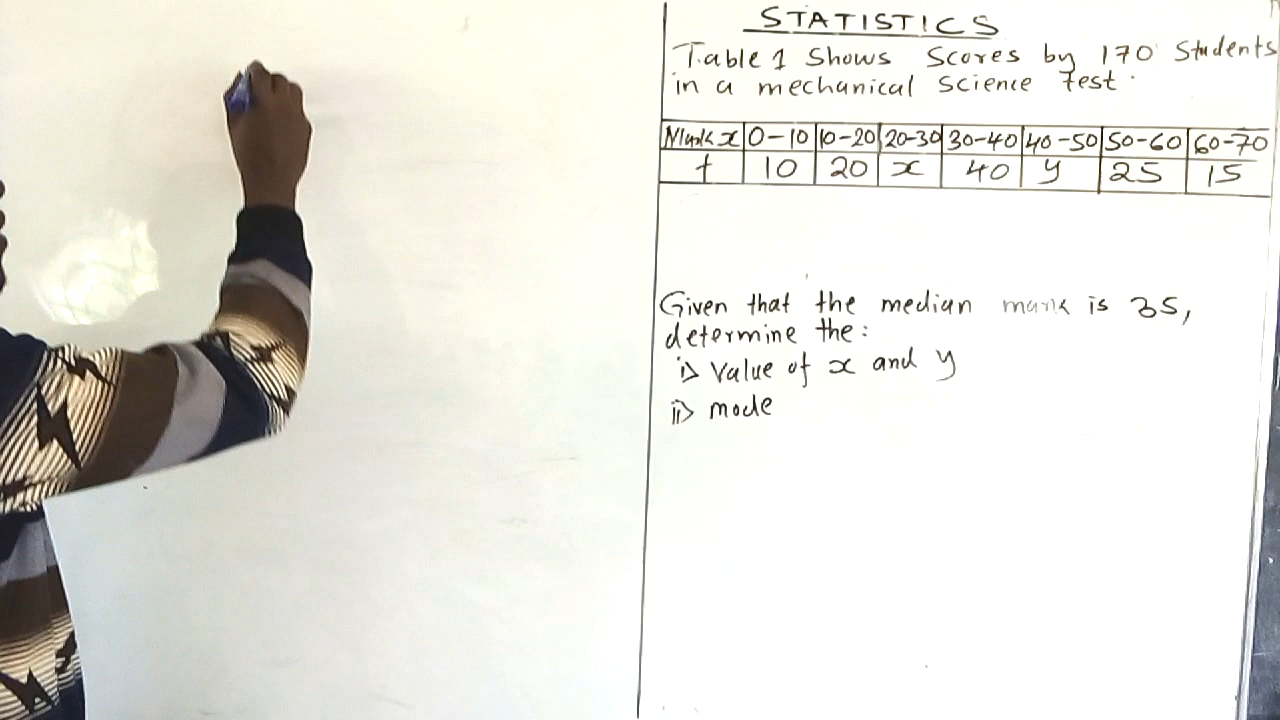 STATISTICS
Table 1 Shows Scores by 170 Students
in a mechanical Science test.
Mark x 0-10 10-20 20-30 30-40 40-50 50-60 60-70
f 10 20 x 40 y 25 15
Given that the median mark is 35,
determine the:
i> Value of x and y
ii> mode